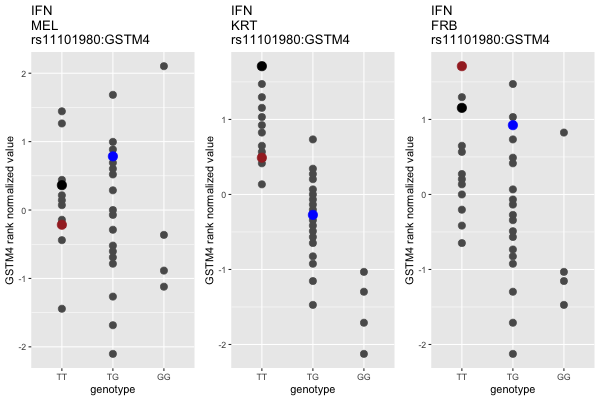 IFN
MEL
rs11101980:GSTM4
GSTM4 rank normalized value
2
1
0
-1
-2
TT TG GG
genotype
IFN
KRT
rs11101980:GSTM4
GSTM4 rank normalized value
1
0
-1
-2
TT TG GG
genotype
IFN
FRB
rs11101980:GSTM4
GSTM4 rank normalized value
1
0
-1
-2
TT TG GG
genotype